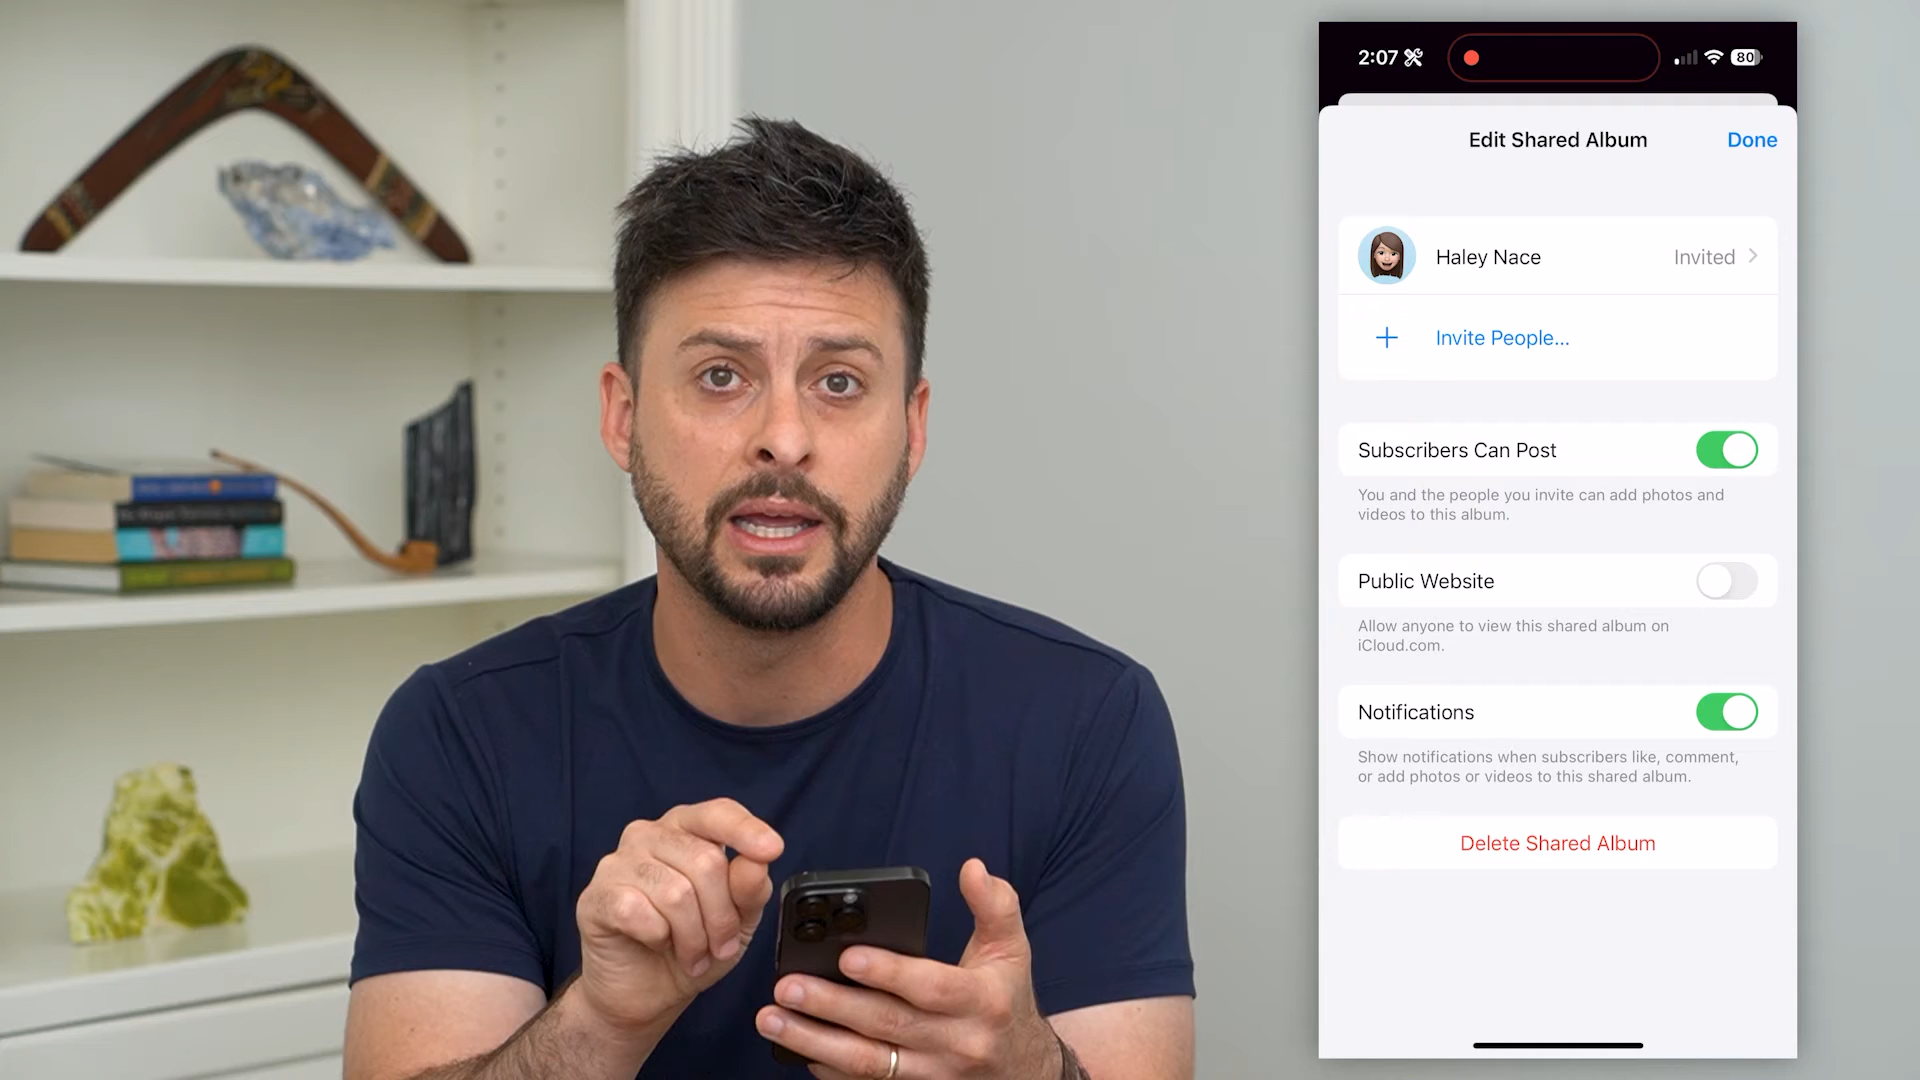 2:07
80
Edit Shared Album
Done
Haley Nace
Invited
Invite People...
Subscribers Can Post
You and the people you invite can add photos and
videos to this album.
Public Website
Allow anyone to view this shared album on
iCloud.com.
Notifications
Show notifications when subscribers like, comment,
or add photos or videos to this shared album.
Delete Shared Album